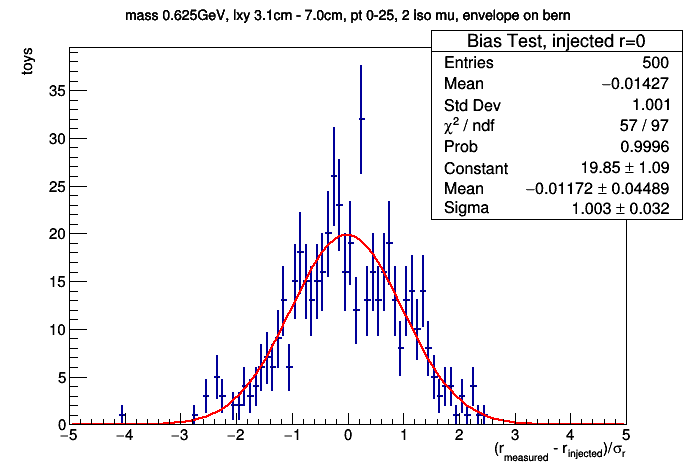 mass 0.625GeV, lxy 3.1cm - 7.0cm, pt 0-25, 2 Iso mu, envelope on bern
Bias Test, injected r=0
Entries 500
Mean −0.01427
Std Dev 1.001
χ² / ndf 57 / 97
Prob 0.9996
Constant 19.85 ± 1.09
Mean −0.01172 ± 0.04489
Sigma 1.003 ± 0.032
toys
35
30
25
20
15
10
5
0
−5 −4 −3 −2 −1 0 1 2 3 4 5
(r_measured - r_injected)/σ_r